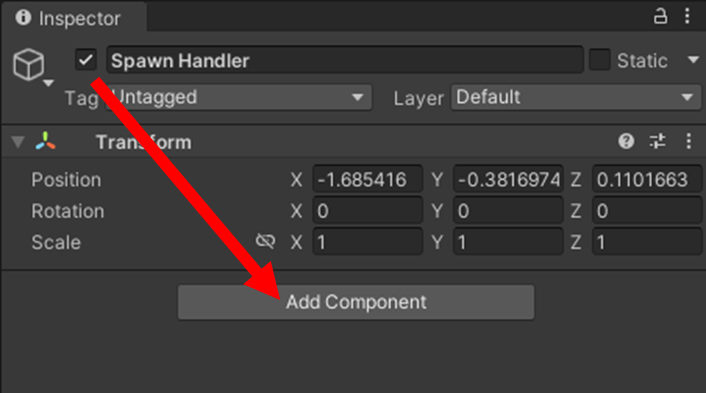 Inspector
Spawn Handler Static
Tag Untagged Layer Default
Transform
Position X -1.685416 Y -0.3816974 Z 0.1101663
Rotation X 0 Y 0 Z 0
Scale X 1 Y 1 Z 1
Add Component